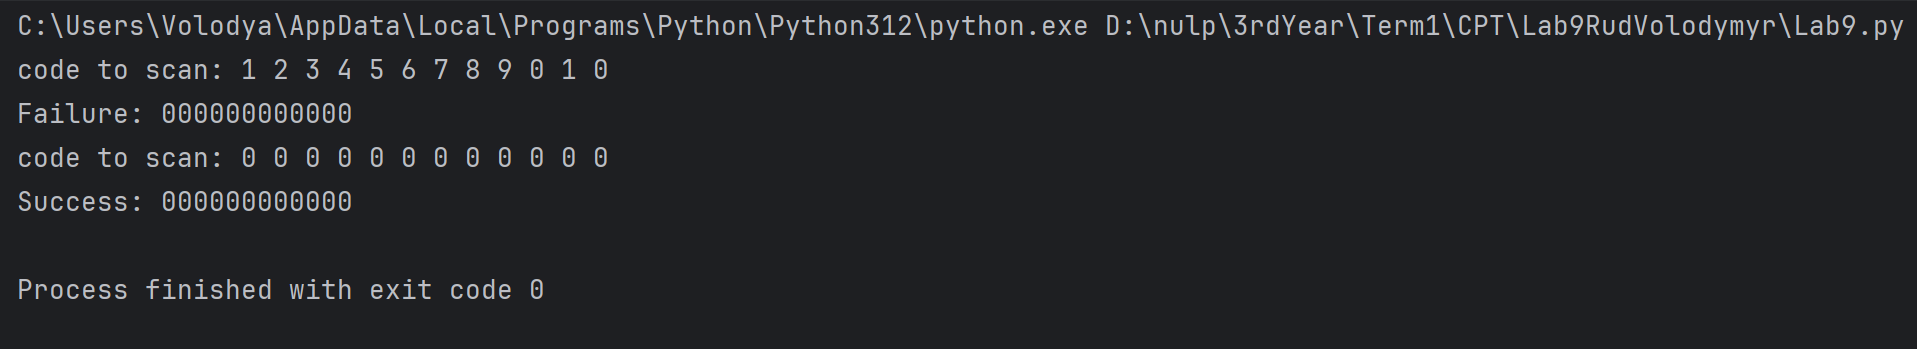 C:\Users\Volodya\AppData\Local\Programs\Python\Python312\python.exe D:\nulp\3rdYear\Term1\CPT\Lab9RudVolodymyr\Lab9.py
code to scan: 1 2 3 4 5 6 7 8 9 0 1 0
Failure: 000000000000
code to scan: 0 0 0 0 0 0 0 0 0 0 0 0
Success: 000000000000
Process finished with exit code 0